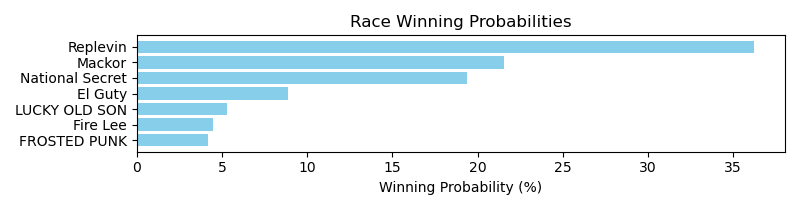 Race Winning Probabilities
Replevin
Mackor
National Secret
El Guty
LUCKY OLD SON
Fire Lee
FROSTED PUNK
0 5 10 15 20 25 30 35
Winning Probability (%)